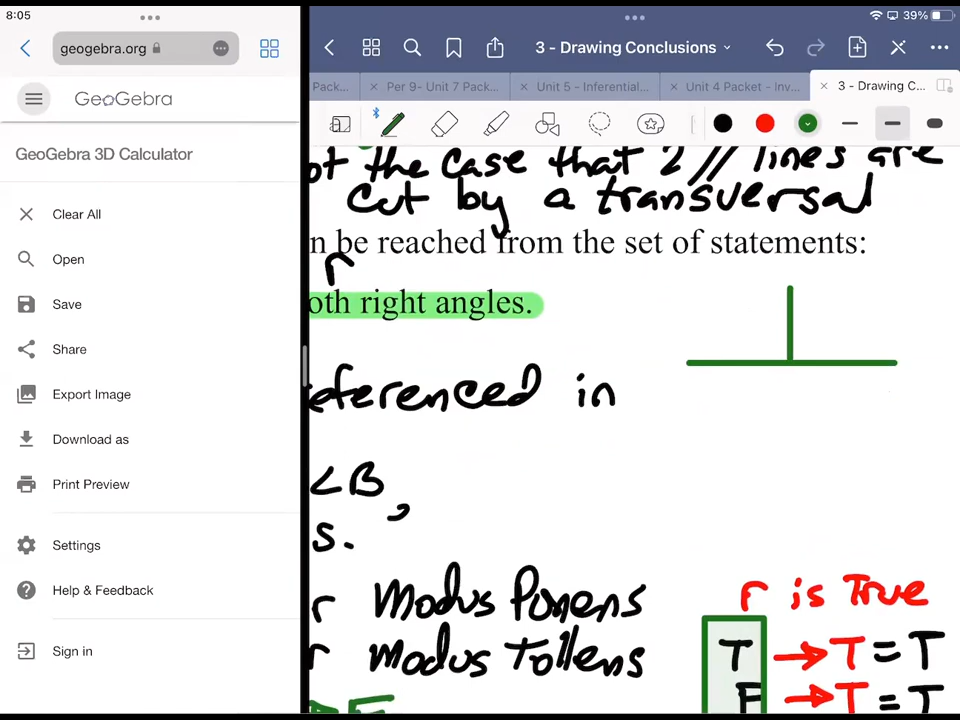 8:05
39%
geogebra.org
GeoGebra
GeoGebra 3D Calculator
Clear All
Open
Save
Share
Export Image
Download as
Print Preview
Settings
Help & Feedback
Sign in
3 - Drawing Conclusions
Pack...
Per 9- Unit 7 Pack...
Unit 5 - Inferential...
Unit 4 Packet - Inv...
3 - Drawing C...
ot the case that 2 // lines are
cut by a transversal
n be reached from the set of statements:
r
oth right angles.
eferenced in
<B,
s.
r Modus Ponens
r modus tollens
r is True
T → T = T
F → T = T